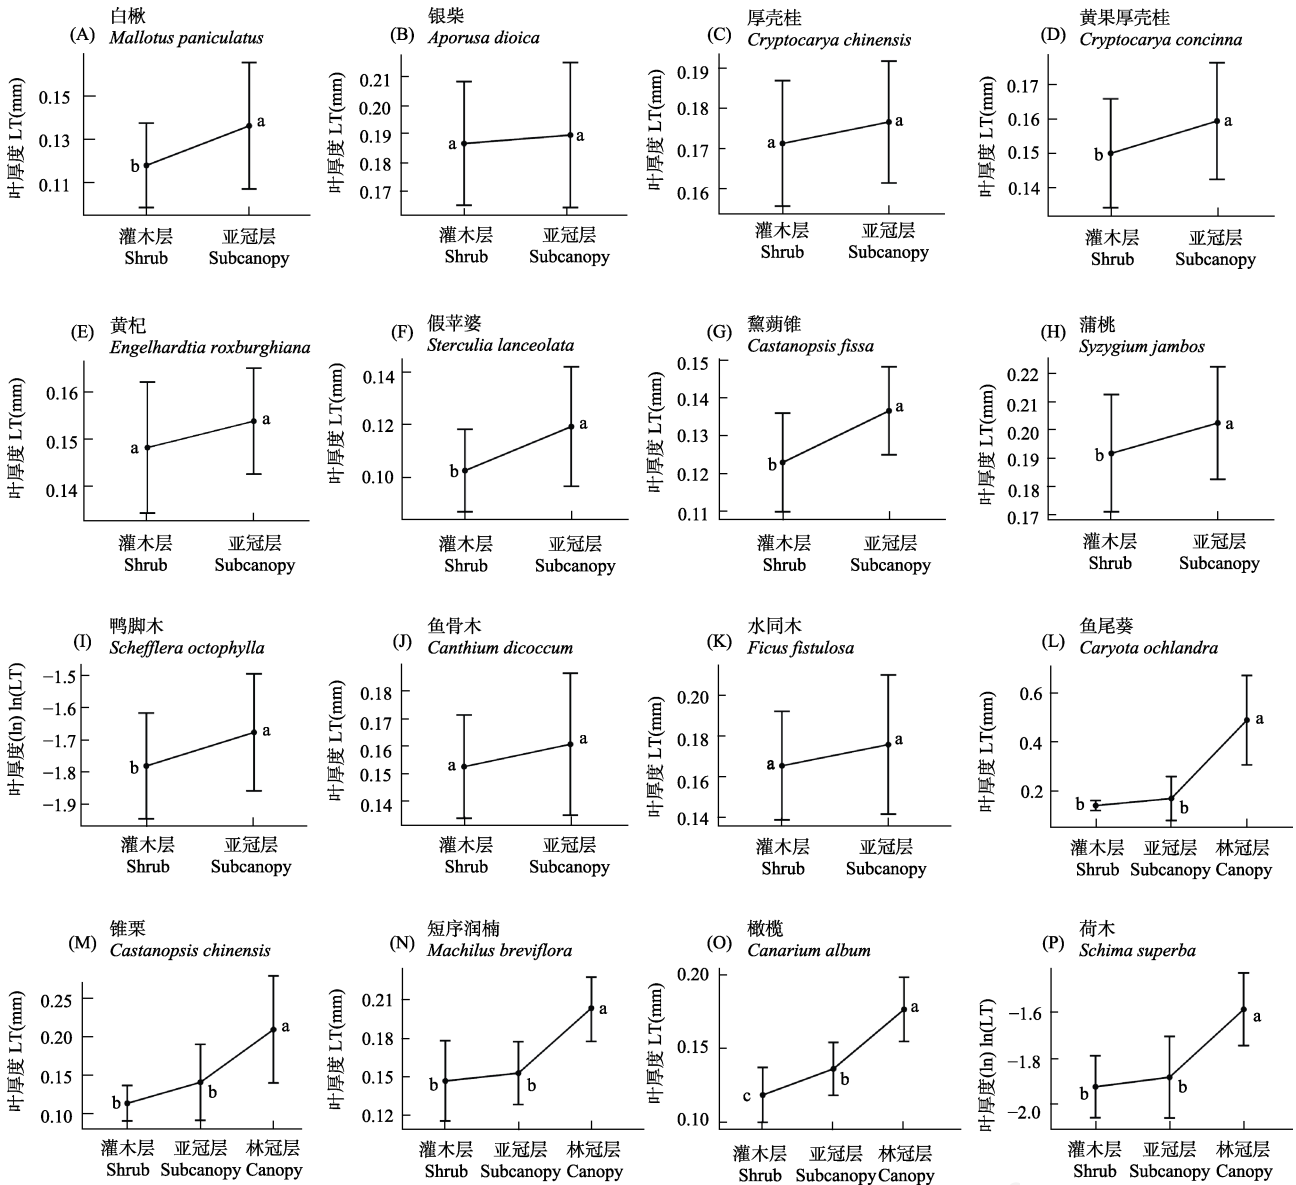 (A) 白楸
Mallotus paniculatus
叶厚度 LT(mm)
0.15
0.13
0.11
b
a
灌木层 亚冠层
Shrub Subcanopy
(B) 银柴
Aporusa dioica
叶厚度 LT(mm)
0.21
0.20
0.19
0.18
0.17
a
a
灌木层 亚冠层
Shrub Subcanopy
(C) 厚壳桂
Cryptocarya chinensis
叶厚度 LT(mm)
0.19
0.18
0.17
0.16
a
a
灌木层 亚冠层
Shrub Subcanopy
(D) 黄果厚壳桂
Cryptocarya concinna
叶厚度 LT(mm)
0.17
0.16
0.15
0.14
b
a
灌木层 亚冠层
Shrub Subcanopy
(E) 黄杞
Engelhardtia roxburghiana
叶厚度 LT(mm)
0.16
0.15
0.14
a
a
灌木层 亚冠层
Shrub Subcanopy
(F) 假苹婆
Sterculia lanceolata
叶厚度 LT(mm)
0.14
0.12
0.10
b
a
灌木层 亚冠层
Shrub Subcanopy
(G) 黧蒴锥
Castanopsis fissa
叶厚度 LT(mm)
0.15
0.14
0.13
0.12
0.11
b
a
灌木层 亚冠层
Shrub Subcanopy
(H) 蒲桃
Syzygium jambos
叶厚度 LT(mm)
0.22
0.21
0.20
0.19
0.18
0.17
b
a
灌木层 亚冠层
Shrub Subcanopy
(I) 鸭脚木
Schefflera octophylla
叶厚度(ln) ln(LT)
−1.5
−1.6
−1.7
−1.8
−1.9
b
a
灌木层 亚冠层
Shrub Subcanopy
(J) 鱼骨木
Canthium dicoccum
叶厚度 LT(mm)
0.18
0.17
0.16
0.15
0.14
a
a
灌木层 亚冠层
Shrub Subcanopy
(K) 水同木
Ficus fistulosa
叶厚度 LT(mm)
0.20
0.18
0.16
0.14
a
a
灌木层 亚冠层
Shrub Subcanopy
(L) 鱼尾葵
Caryota ochlandra
叶厚度 LT(mm)
0.6
0.4
0.2
b
b
a
灌木层 亚冠层 林冠层
Shrub Subcanopy Canopy
(M) 锥栗
Castanopsis chinensis
叶厚度 LT(mm)
0.25
0.20
0.15
0.10
b
b
a
灌木层 亚冠层 林冠层
Shrub Subcanopy Canopy
(N) 短序润楠
Machilus breviflora
叶厚度 LT(mm)
0.21
0.18
0.15
0.12
b
b
a
灌木层 亚冠层 林冠层
Shrub Subcanopy Canopy
(O) 橄榄
Canarium album
叶厚度 LT(mm)
0.20
0.15
0.10
c
b
a
灌木层 亚冠层 林冠层
Shrub Subcanopy Canopy
(P) 荷木
Schima superba
叶厚度(ln) ln(LT)
−1.6
−1.8
−2.0
b
b
a
灌木层 亚冠层 林冠层
Shrub Subcanopy Canopy